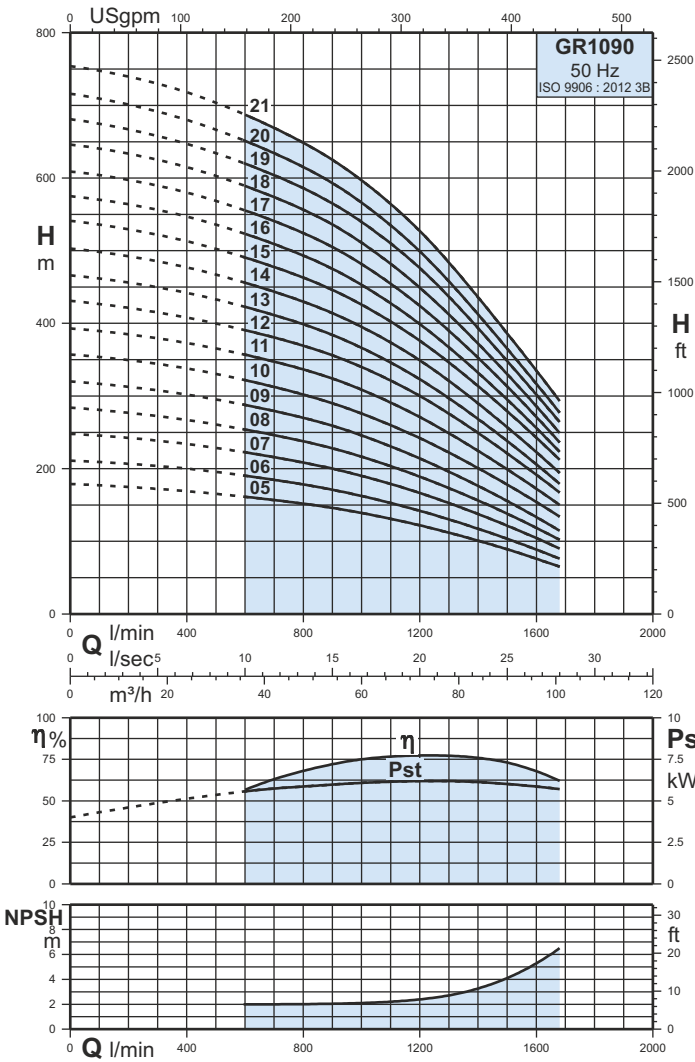 USgpm
0 100 200 300 400 500
GR1090
50 Hz
ISO 9906 : 2012 3B
800
600
400
200
0
H
m
2500
2000
1500
1000
500
0
H
ft
21
20
19
18
17
16
15
14
13
12
11
10
09
08
07
06
05
0 400 800 1200 1600 2000
Q l/min
0 l/sec 5 10 15 20 25 30
0 m³/h 20 40 60 80 100 120
100
75
50
25
0
η %
η
Pst
10
7.5
5
2.5
0
Ps
kW
NPSH
m
10
8
6
4
2
0
30
20
10
0
ft
0 Q l/min 400 800 1200 1600 2000